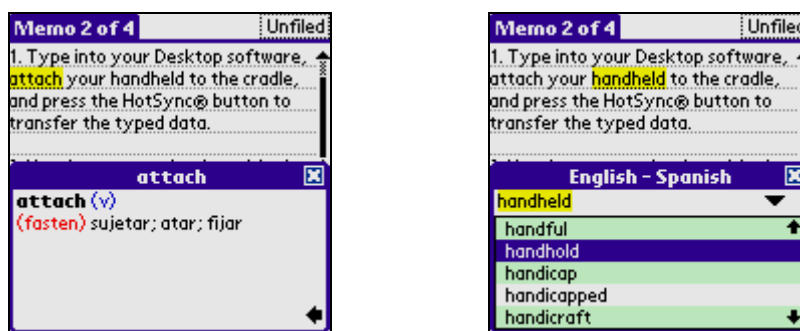 Memo 2 of 4 Unfiled
1. Type into your Desktop software,
attach your handheld to the cradle,
and press the HotSync® button to
transfer the typed data.
attach
attach (v)
(fasten) sujetar; atar; fijar
Memo 2 of 4 Unfiled
1. Type into your Desktop software,
attach your handheld to the cradle,
and press the HotSync® button to
transfer the typed data.
English - Spanish
handheld
handful
handhold
handicap
handicapped
handicraft